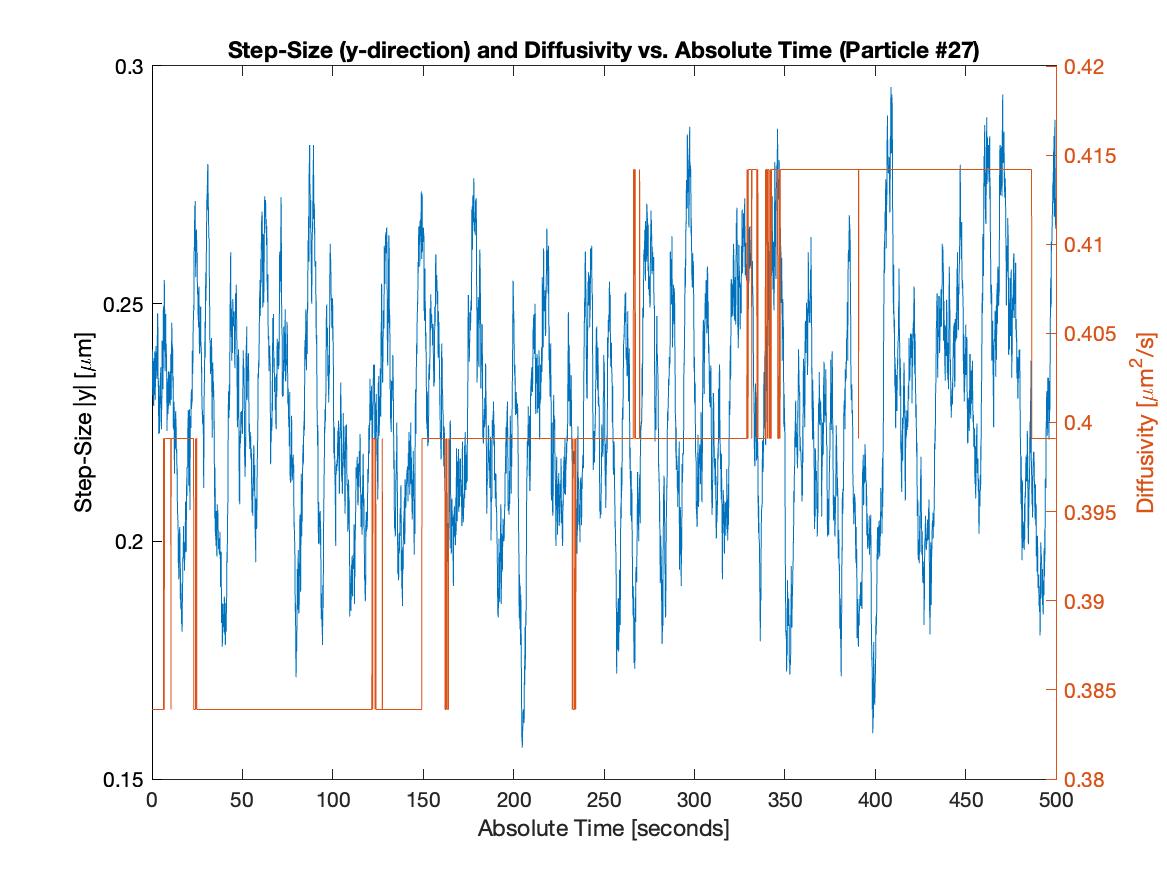 Step-Size (y-direction) and Diffusivity vs. Absolute Time (Particle #27)
0.3
0.25
0.2
0.15
Step-Size |y| [μm]
0 50 100 150 200 250 300 350 400 450 500
Absolute Time [seconds]
0.42
0.415
0.41
0.405
0.4
0.395
0.39
0.385
0.38
Diffusivity [μm²/s]